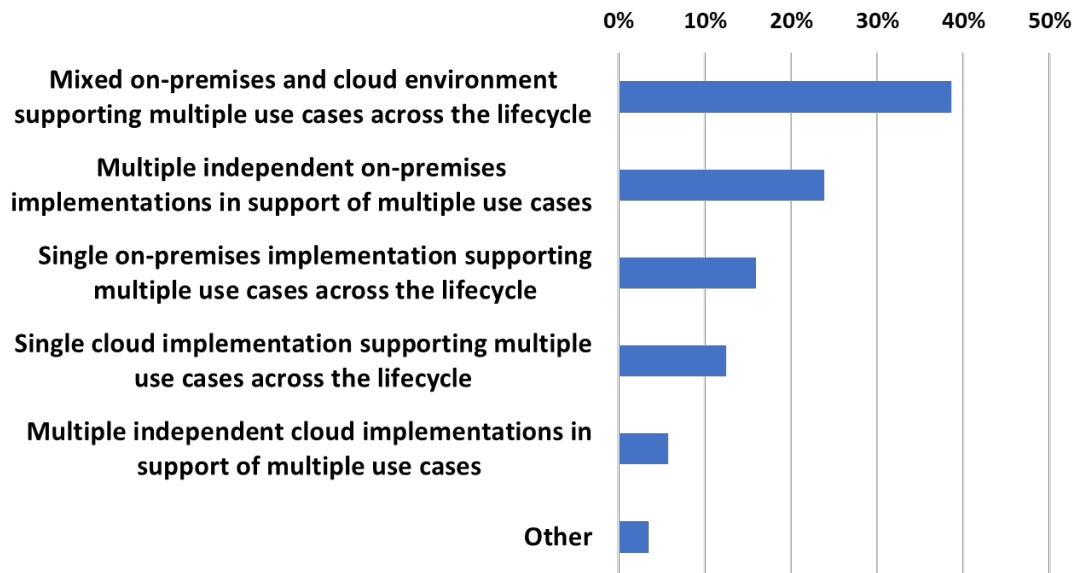 0% 10% 20% 30% 40% 50%
Mixed on-premises and cloud environment
supporting multiple use cases across the lifecycle
Multiple independent on-premises
implementations in support of multiple use cases
Single on-premises implementation supporting
multiple use cases across the lifecycle
Single cloud implementation supporting multiple
use cases across the lifecycle
Multiple independent cloud implementations in
support of multiple use cases
Other